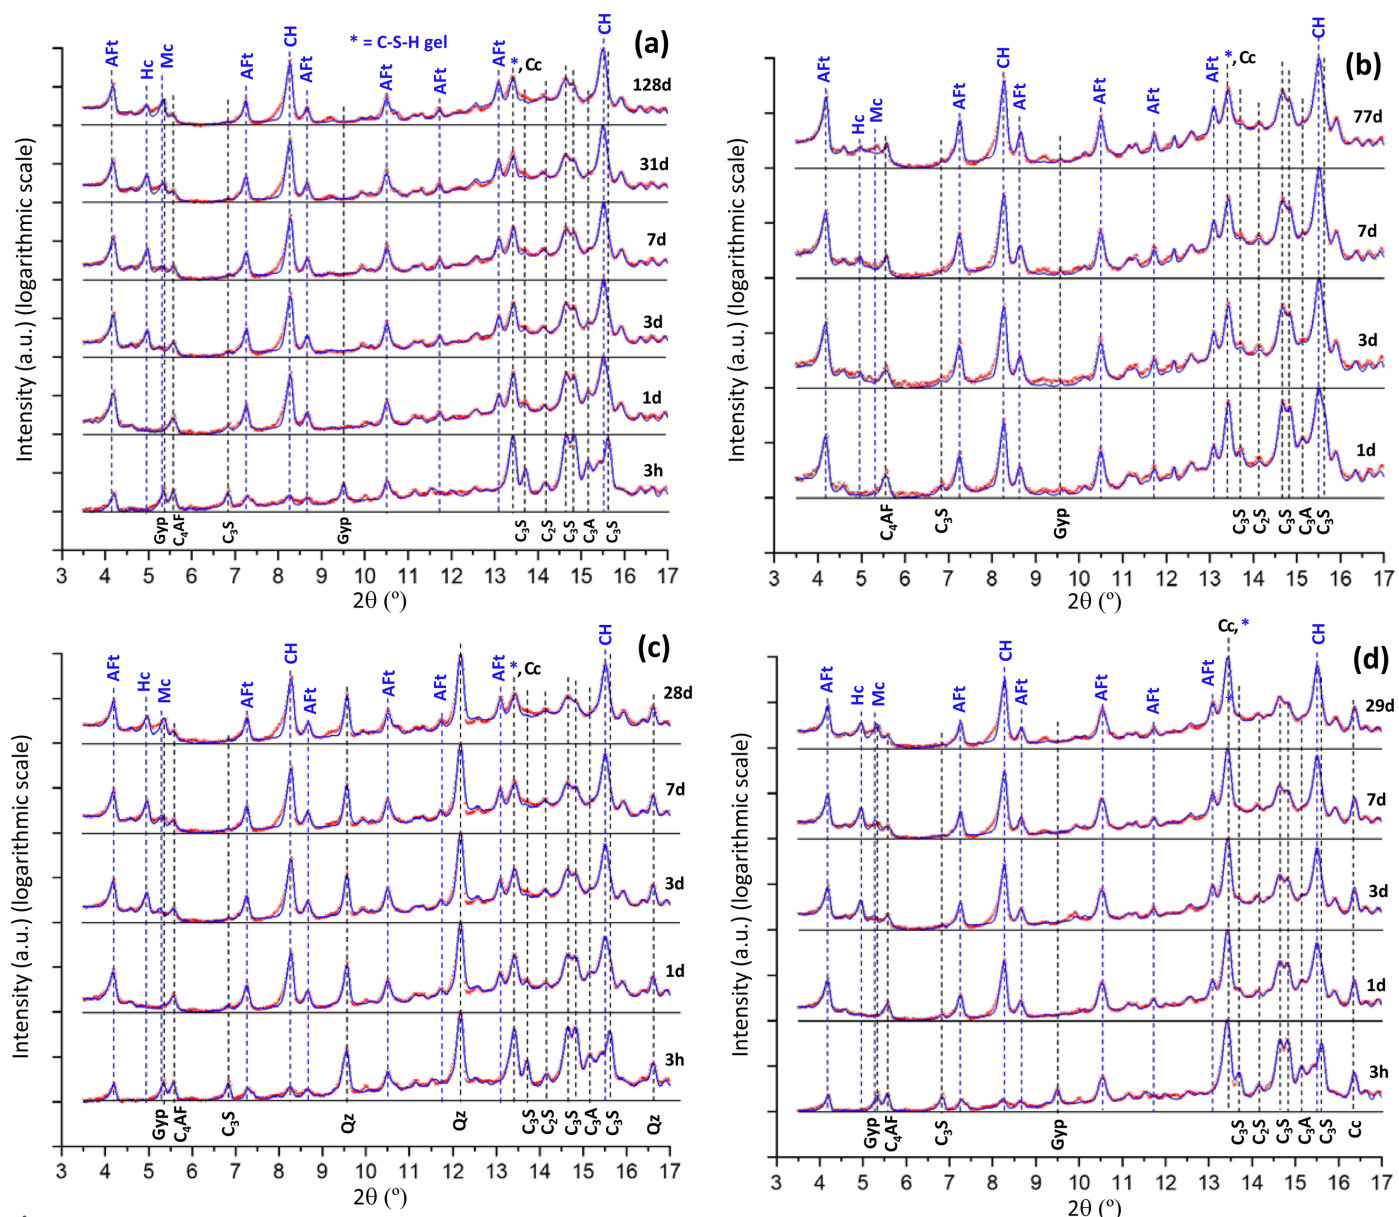 (a)
* = C-S-H gel
AFt
Hc
Mc
AFt
CH
AFt
AFt
AFt
AFt
*, Cc
CH
128d
31d
7d
3d
1d
3h
Gyp
C₄AF
C₃S
Gyp
C₃S
C₂S
C₃S
C₃A
C₃S
3 4 5 6 7 8 9 10 11 12 13 14 15 16 17
2θ (º)
Intensity (a.u.) (logarithmic scale)
(b)
AFt
Hc
Mc
AFt
CH
AFt
AFt
AFt
AFt
*, Cc
CH
77d
7d
3d
1d
C₄AF
C₃S
Gyp
C₃S
C₂S
C₃S
C₃A
C₃S
3 4 5 6 7 8 9 10 11 12 13 14 15 16 17
2θ (º)
Intensity (a.u.) (logarithmic scale)
(c)
AFt
Hc
Mc
AFt
CH
AFt
AFt
AFt
AFt
*, Cc
CH
28d
7d
3d
1d
3h
Gyp
C₄AF
C₃S
Qz
Qz
C₃S
C₂S
C₃S
C₃A
C₃S
Qz
3 4 5 6 7 8 9 10 11 12 13 14 15 16 17
2θ (º)
Intensity (a.u.) (logarithmic scale)
(d)
AFt
Hc
Mc
AFt
CH
AFt
AFt
AFt
AFt
Cc, *
*
CH
29d
7d
3d
1d
3h
Gyp
C₄AF
C₃S
Gyp
C₃S
C₂S
C₃S
C₃A
C₃S
Cc
3 4 5 6 7 8 9 10 11 12 13 14 15 16 17
2θ (º)
Intensity (a.u.) (logarithmic scale)